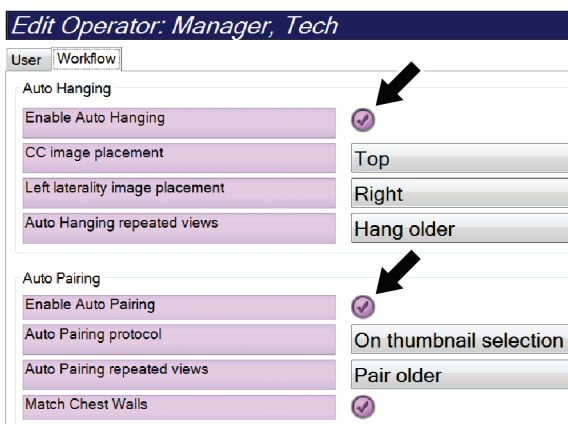 Edit Operator: Manager, Tech
User Workflow
Auto Hanging
Enable Auto Hanging
CC image placement Top
Left laterality image placement Right
Auto Hanging repeated views Hang older
Auto Pairing
Enable Auto Pairing
Auto Pairing protocol On thumbnail selection
Auto Pairing repeated views Pair older
Match Chest Walls